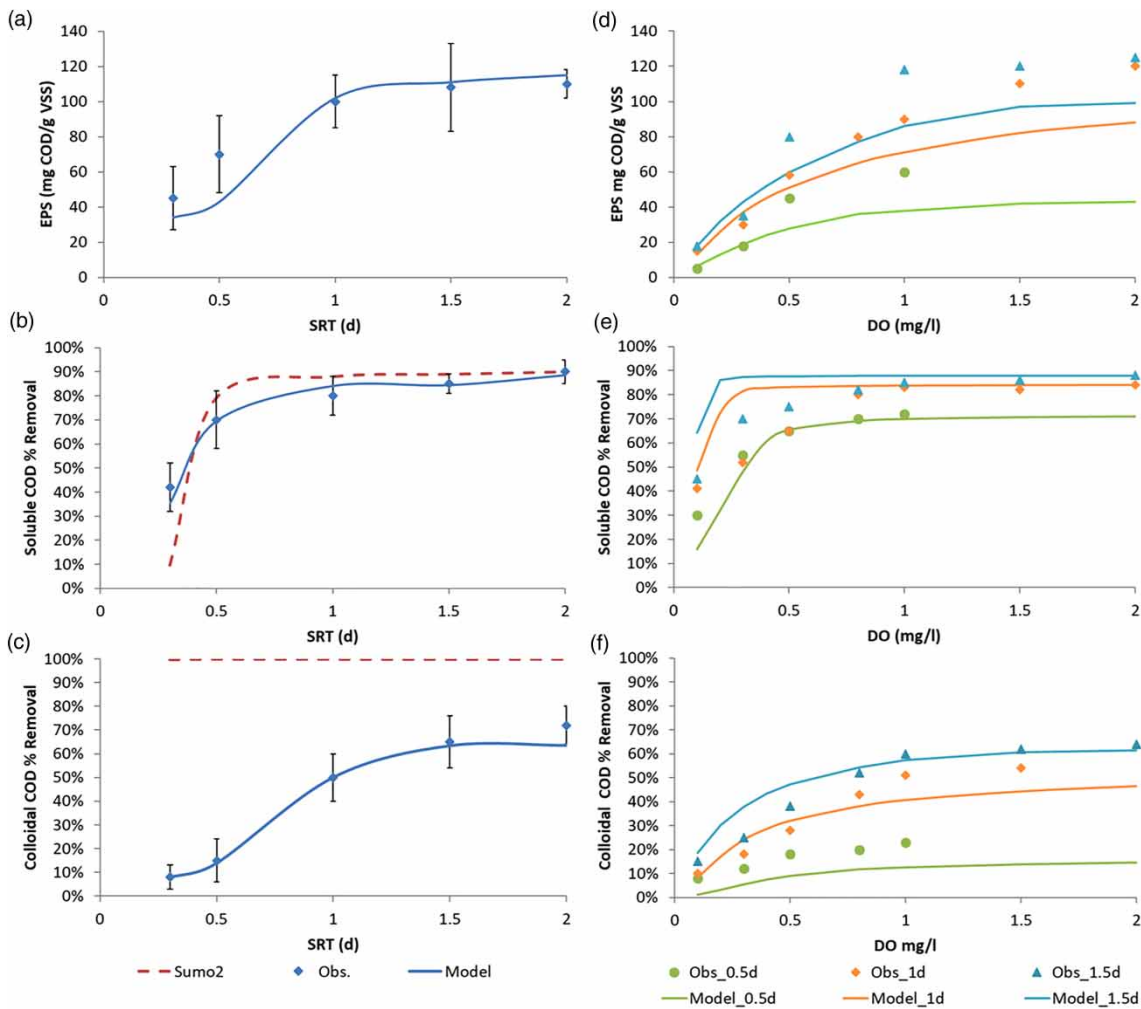 (a)
EPS (mg COD/g VSS)
140
120
100
80
60
40
20
0
0 0.5 1 1.5 2
SRT (d)
(b)
Soluble COD % Removal
100%
90%
80%
70%
60%
50%
40%
30%
20%
10%
0%
0 0.5 1 1.5 2
SRT (d)
(c)
Colloidal COD % Removal
100%
90%
80%
70%
60%
50%
40%
30%
20%
10%
0%
0 0.5 1 1.5 2
SRT (d)
Sumo2 Obs. Model
(d)
EPS mg COD/g VSS
140
120
100
80
60
40
20
0
0 0.5 1 1.5 2
DO (mg/l)
(e)
Soluble COD % Removal
100%
90%
80%
70%
60%
50%
40%
30%
20%
10%
0%
0 0.5 1 1.5 2
DO (mg/l)
(f)
Colloidal COD % Removal
100%
90%
80%
70%
60%
50%
40%
30%
20%
10%
0%
0 0.5 1 1.5 2
DO mg/l
Obs_0.5d Obs_1d Obs_1.5d
Model_0.5d Model_1d Model_1.5d